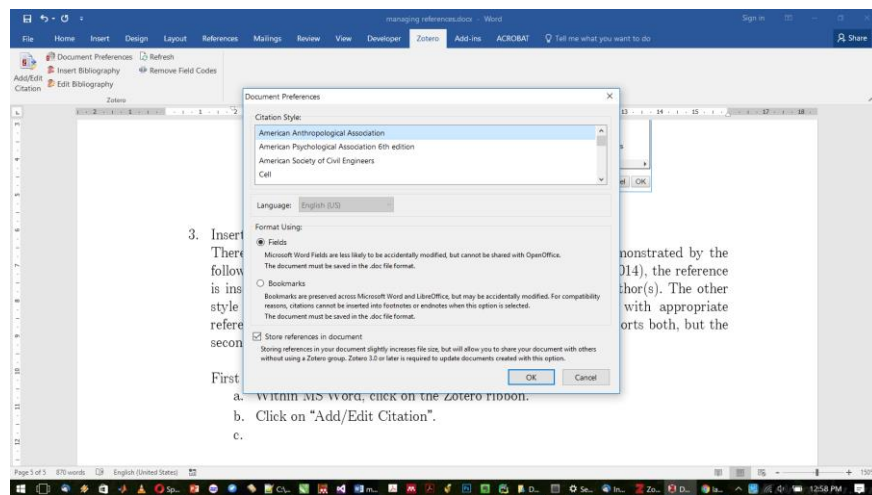 managing references.docx - Word
Sign in
File Home Insert Design Layout References Mailings Review View Developer Zotero Add-ins ACROBAT Tell me what you want to do
Share
Add/Edit Citation
Document Preferences
Insert Bibliography
Edit Bibliography
Refresh
Remove Field Codes
Zotero
Document Preferences
Citation Style:
American Anthropological Association
American Psychological Association 6th edition
American Society of Civil Engineers
Cell
Language: English (US)
Format Using:
Fields
Microsoft Word Fields are less likely to be accidentally modified, but cannot be shared with OpenOffice.
The document must be saved in the .doc file format.
Bookmarks
Bookmarks are preserved across Microsoft Word and LibreOffice, but may be accidentally modified. For compatibility
reasons, citations cannot be inserted into footnotes or endnotes when this option is selected.
The document must be saved in the .doc file format.
Store references in document
Storing references in your document slightly increases file size, but will allow you to share your document with others
without using a Zotero group. Zotero 3.0 or later is required to update documents created with this option.
OK Cancel
OK
3. Insert
There monstrated by the
follow 014), the reference
is ins thor(s). The other
style with appropriate
refere orts both, but the
secon
First
a. Within MS Word, click on the Zotero ribbon.
b. Click on “Add/Edit Citation”.
c.
Page 5 of 5 870 words English (United States)
12:58 PM